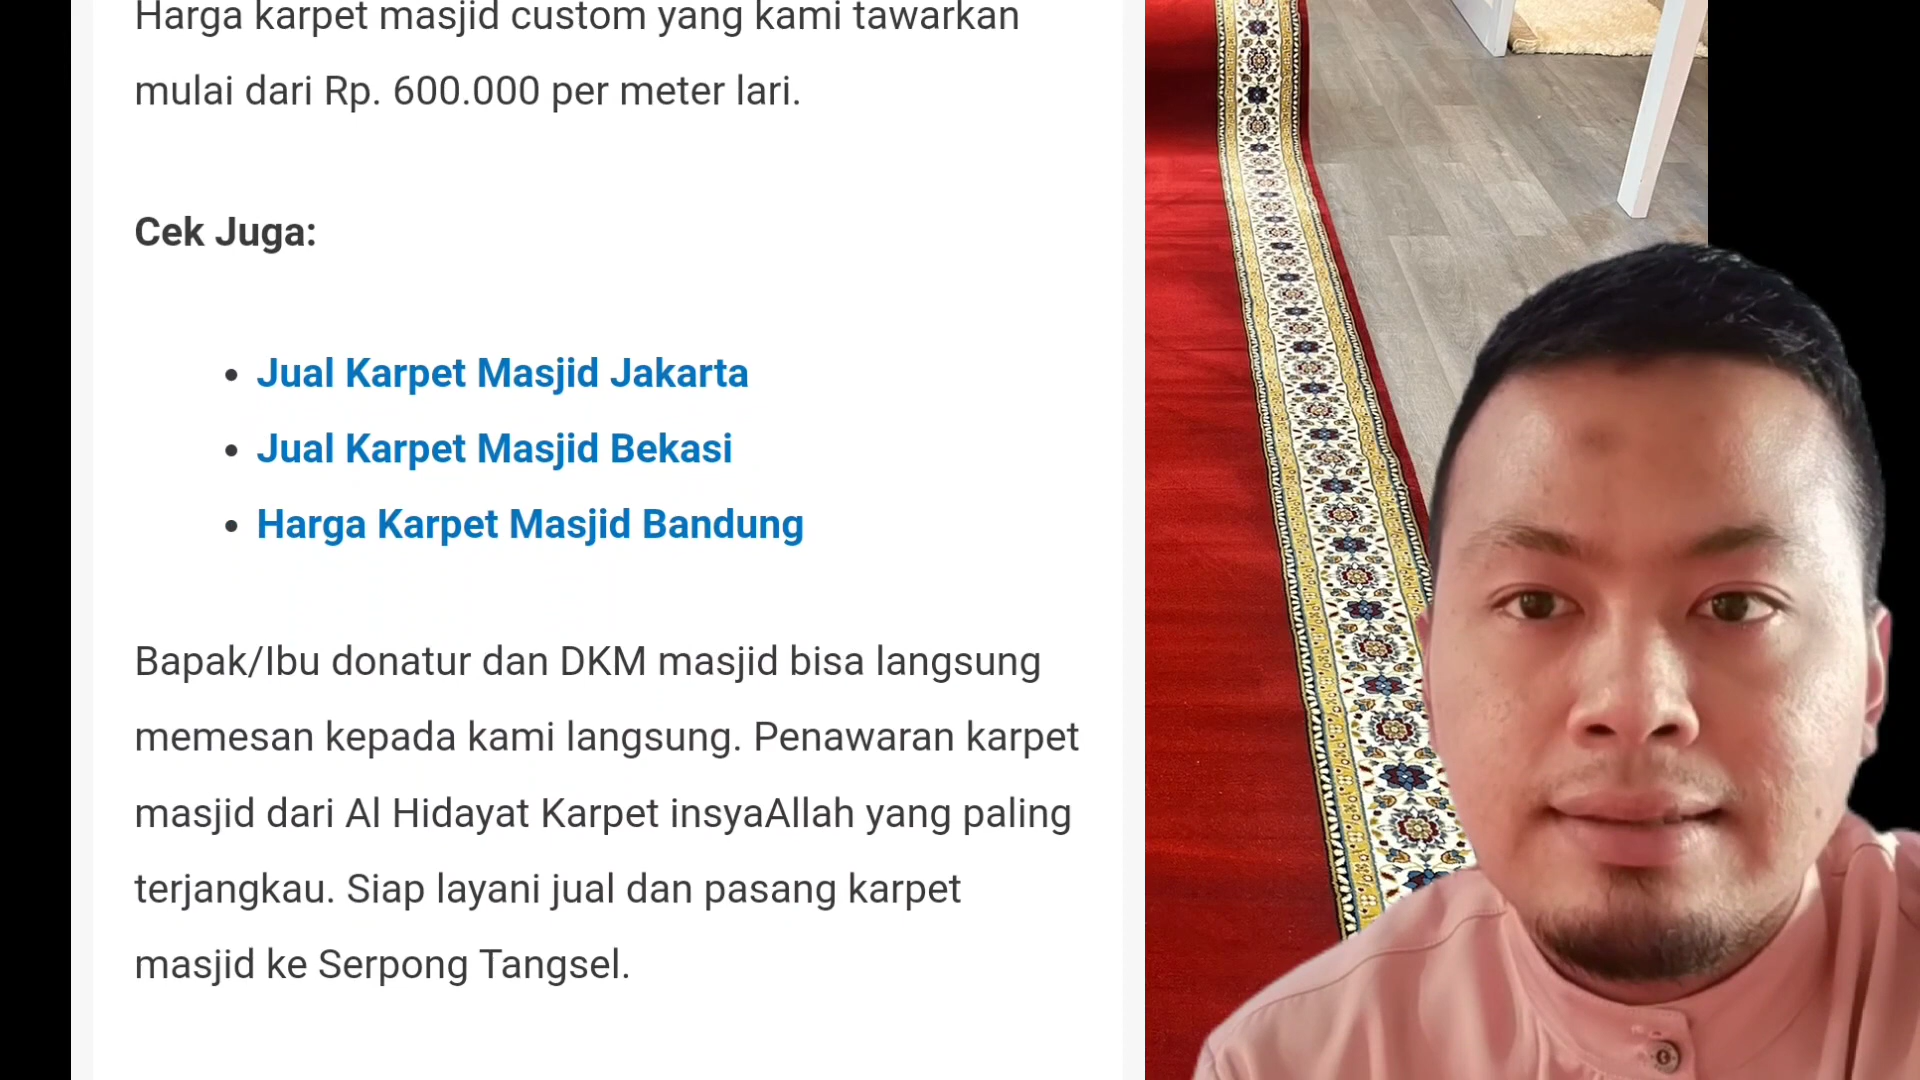 Harga karpet masjid custom yang kami tawarkan
mulai dari Rp. 600.000 per meter lari.
Cek Juga:
Jual Karpet Masjid Jakarta
Jual Karpet Masjid Bekasi
Harga Karpet Masjid Bandung
Bapak/Ibu donatur dan DKM masjid bisa langsung
memesan kepada kami langsung. Penawaran karpet
masjid dari Al Hidayat Karpet insyaAllah yang paling
terjangkau. Siap layani jual dan pasang karpet
masjid ke Serpong Tangsel.